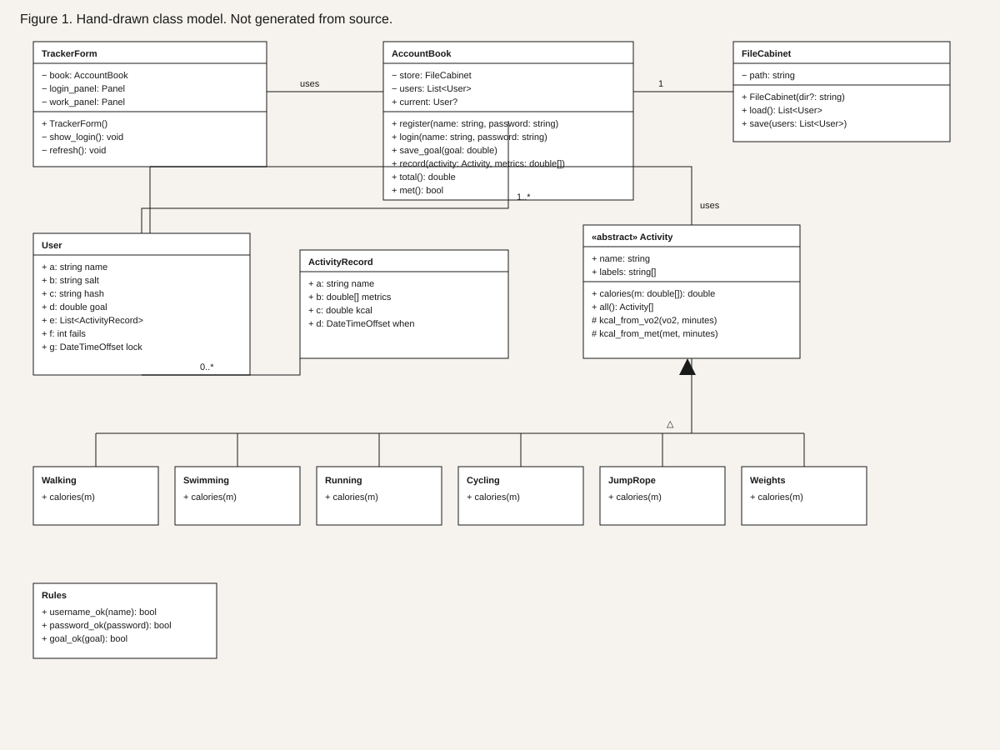 Figure 1. Hand-drawn class model. Not generated from source.
TrackerForm
− book: AccountBook
− login_panel: Panel
− work_panel: Panel
+ TrackerForm()
− show_login(): void
− refresh(): void
uses
AccountBook
− store: FileCabinet
− users: List<User>
+ current: User?
+ register(name: string, password: string)
+ login(name: string, password: string)
+ save_goal(goal: double)
+ record(activity: Activity, metrics: double[])
+ total(): double
+ met(): bool
1
FileCabinet
− path: string
+ FileCabinet(dir?: string)
+ load(): List<User>
+ save(users: List<User>)
1..*
uses
User
+ a: string name
+ b: string salt
+ c: string hash
+ d: double goal
+ e: List<ActivityRecord>
+ f: int fails
+ g: DateTimeOffset lock
0..*
ActivityRecord
+ a: string name
+ b: double[] metrics
+ c: double kcal
+ d: DateTimeOffset when
«abstract» Activity
+ name: string
+ labels: string[]
+ calories(m: double[]): double
+ all(): Activity[]
# kcal_from_vo2(vo2, minutes)
# kcal_from_met(met, minutes)
△
Walking
+ calories(m)
Swimming
+ calories(m)
Running
+ calories(m)
Cycling
+ calories(m)
JumpRope
+ calories(m)
Weights
+ calories(m)
Rules
+ username_ok(name): bool
+ password_ok(password): bool
+ goal_ok(goal): bool